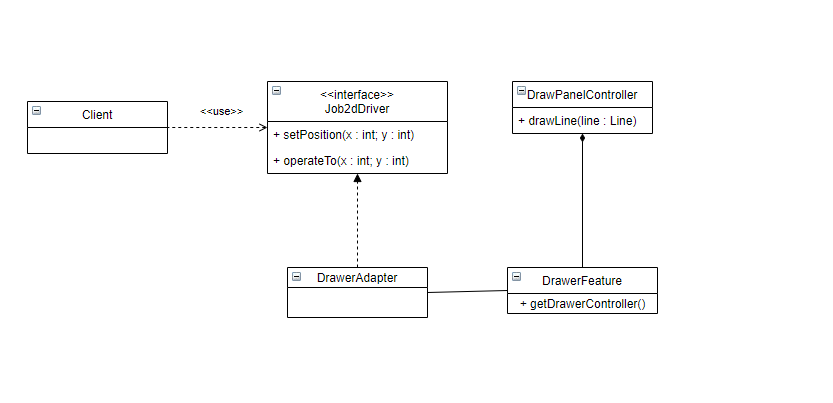 Client
<<use>>
<<interface>>
Job2dDriver
+ setPosition(x : int; y : int)
+ operateTo(x : int; y : int)
DrawPanelController
+ drawLine(line : Line)
DrawerAdapter
DrawerFeature
+ getDrawerController()